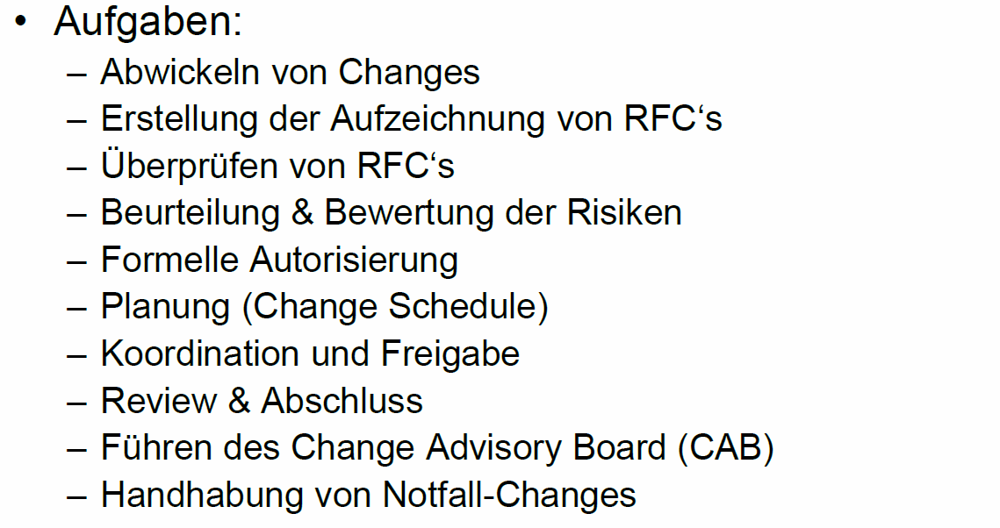 • Aufgaben:
– Abwickeln von Changes
– Erstellung der Aufzeichnung von RFC‘s
– Überprüfen von RFC‘s
– Beurteilung & Bewertung der Risiken
– Formelle Autorisierung
– Planung (Change Schedule)
– Koordination und Freigabe
– Review & Abschluss
– Führen des Change Advisory Board (CAB)
– Handhabung von Notfall-Changes